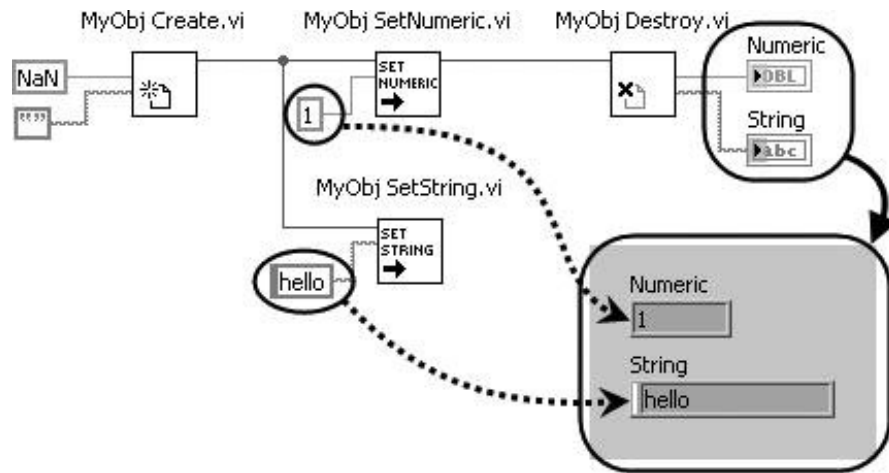 MyObj Create.vi
MyObj SetNumeric.vi
MyObj Destroy.vi
NaN
""
SET
NUMERIC
1
Numeric
DBL
String
abc
MyObj SetString.vi
SET
STRING
hello
Numeric
1
String
hello